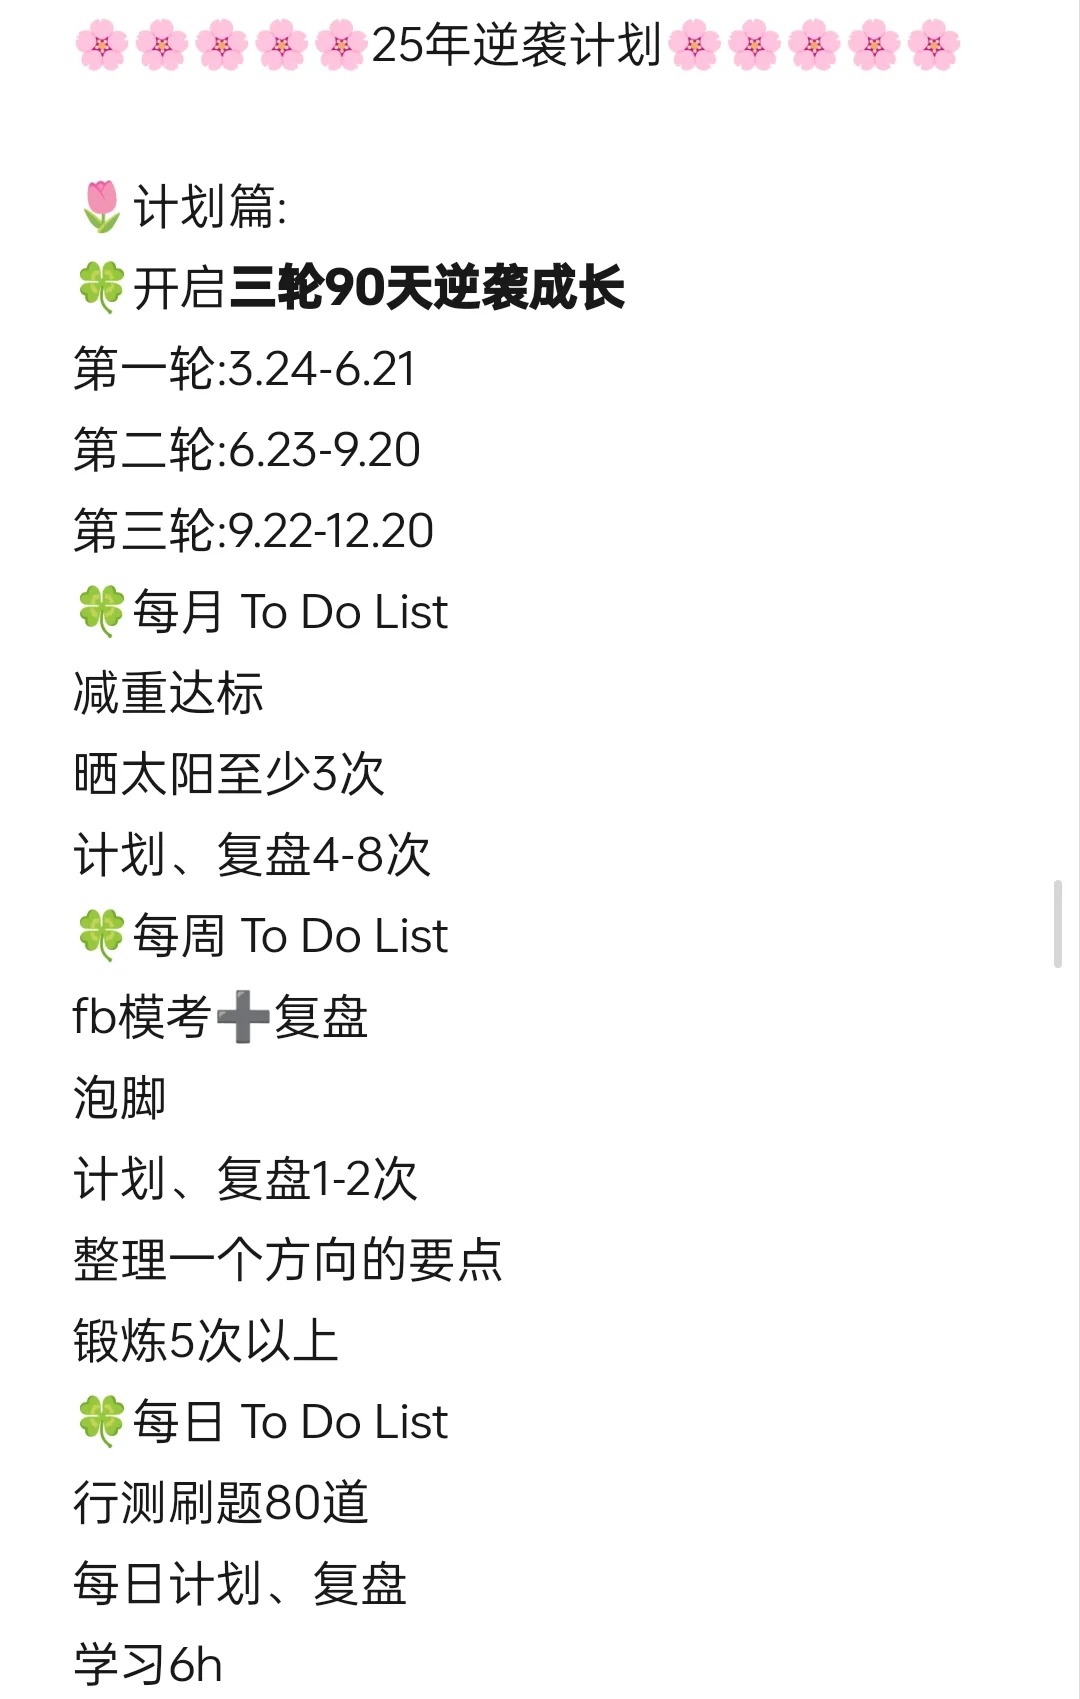 🌸🌸🌸🌸🌸25年逆袭计划🌸🌸🌸🌸🌸
🌷计划篇:
🍀开启三轮90天逆袭成长
第一轮:3.24-6.21
第二轮:6.23-9.20
第三轮:9.22-12.20
🍀每月 To Do List
减重达标
晒太阳至少3次
计划、复盘4-8次
🍀每周 To Do List
fb模考➕复盘
泡脚
计划、复盘1-2次
整理一个方向的要点
锻炼5次以上
🍀每日 To Do List
行测刷题80道
每日计划、复盘
学习6h